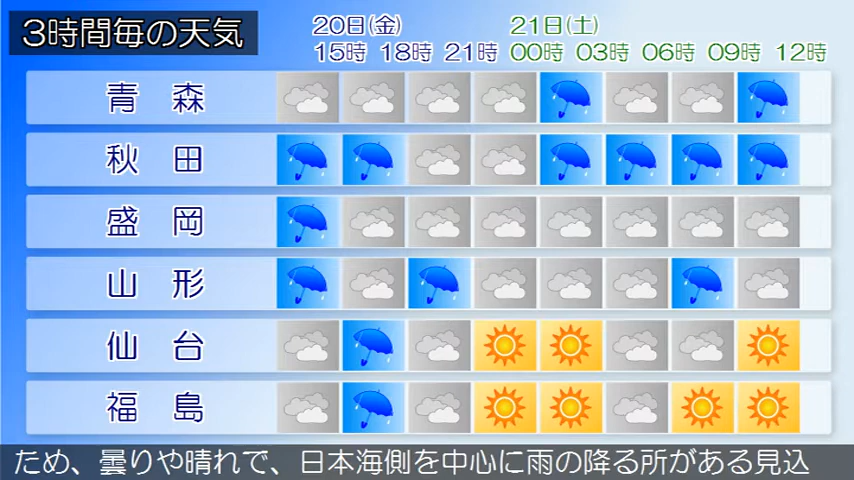 3時間毎の天気
20日(金) 21日(土)
15時 18時 21時 00時 03時 06時 09時 12時
青森
秋田
盛岡
山形
仙台
福島
ため、曇りや晴れで、日本海側を中心に雨の降る所がある見込